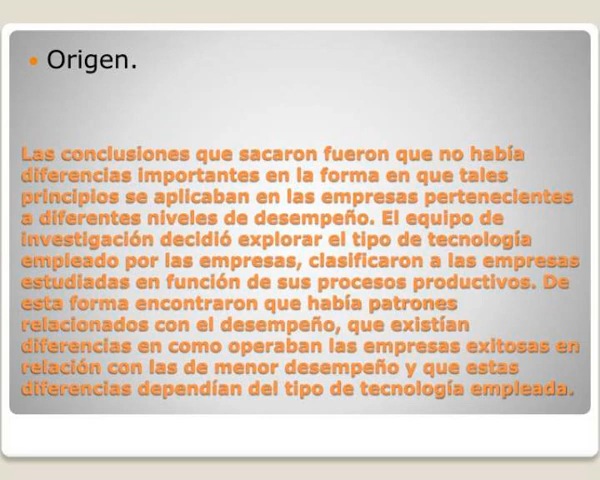 Origen.
Las conclusiones que sacaron fueron que no había
diferencias importantes en la forma en que tales
principios se aplicaban en las empresas pertenecientes
a diferentes niveles de desempeño. El equipo de
investigación decidió explorar el tipo de tecnología
empleado por las empresas, clasificaron a las empresas
estudiadas en función de sus procesos productivos. De
esta forma encontraron que había patrones
relacionados con el desempeño, que existían
diferencias en como operaban las empresas exitosas en
relación con las de menor desempeño y que estas
diferencias dependían del tipo de tecnología empleada.